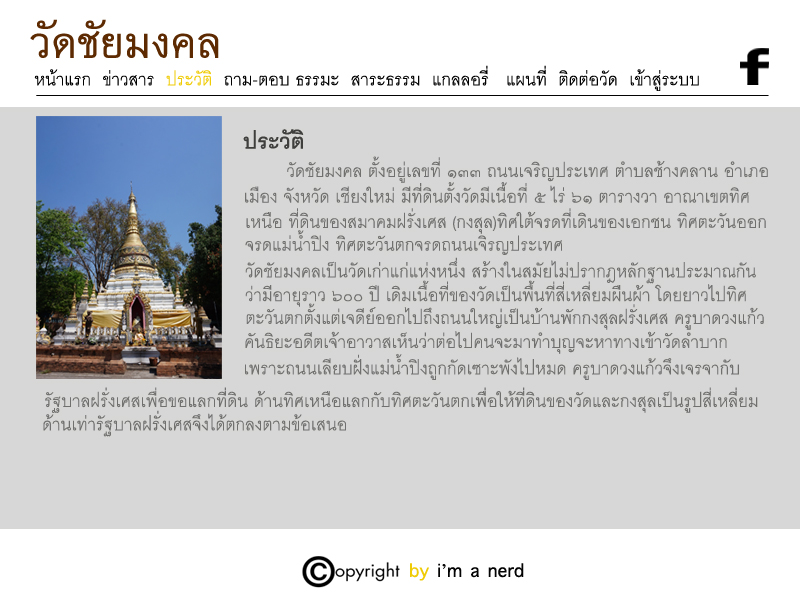 วัดชัยมงคล
หน้าแรก ข่าวสาร ประวัติ ถาม-ตอบ ธรรมะ สาระธรรม แกลลอรี่ แผนที่ ติดต่อวัด เข้าสู่ระบบ
f
ประวัติ
วัดชัยมงคล ตั้งอยู่เลขที่ ๑๓๓ ถนนเจริญประเทศ ตำบลช้างคลาน อำเภอ
เมือง จังหวัด เชียงใหม่ มีที่ดินตั้งวัดมีเนื้อที่ ๕ ไร่ ๖๑ ตารางวา อาณาเขตทิศ
เหนือ ที่ดินของสมาคมฝรั่งเศส (กงสุล)ทิศใต้จรดที่เดินของเอกชน ทิศตะวันออก
จรดแม่น้ำปิง ทิศตะวันตกจรดถนนเจิรญประเทศ
วัดชัยมงคลเป็นวัดเก่าแก่แห่งหนึ่ง สร้างในสมัยไม่ปรากฎหลักฐานประมาณกัน
ว่ามีอายุราว ๖๐๐ ปี เดิมเนื้อที่ของวัดเป็นพื้นที่สี่เหลี่ยมผืนผ้า โดยยาวไปทิศ
ตะวันตกตั้งแต่เจดีย์ออกไปถึงถนนใหญ่เป็นบ้านพักกงสุลฝรั่งเศส ครูบาดวงแก้ว
คันธิยะอดีตเจ้าอาวาสเห็นว่าต่อไปคนจะมาทำบุญจะหาทางเข้าวัดลำบาก
เพราะถนนเลียบฝั่งแม่น้ำปิงถูกกัดเซาะพังไปหมด ครูบาดวงแก้วจึงเจรจากับ
รัฐบาลฝรั่งเศสเพื่อขอแลกที่ดิน ด้านทิศเหนือแลกกับทิศตะวันตกเพื่อให้ที่ดินของวัดและกงสุลเป็นรูปสี่เหลี่ยม
ด้านเท่ารัฐบาลฝรั่งเศสจึงได้ตกลงตามข้อเสนอ
©opyright by i'm a nerd